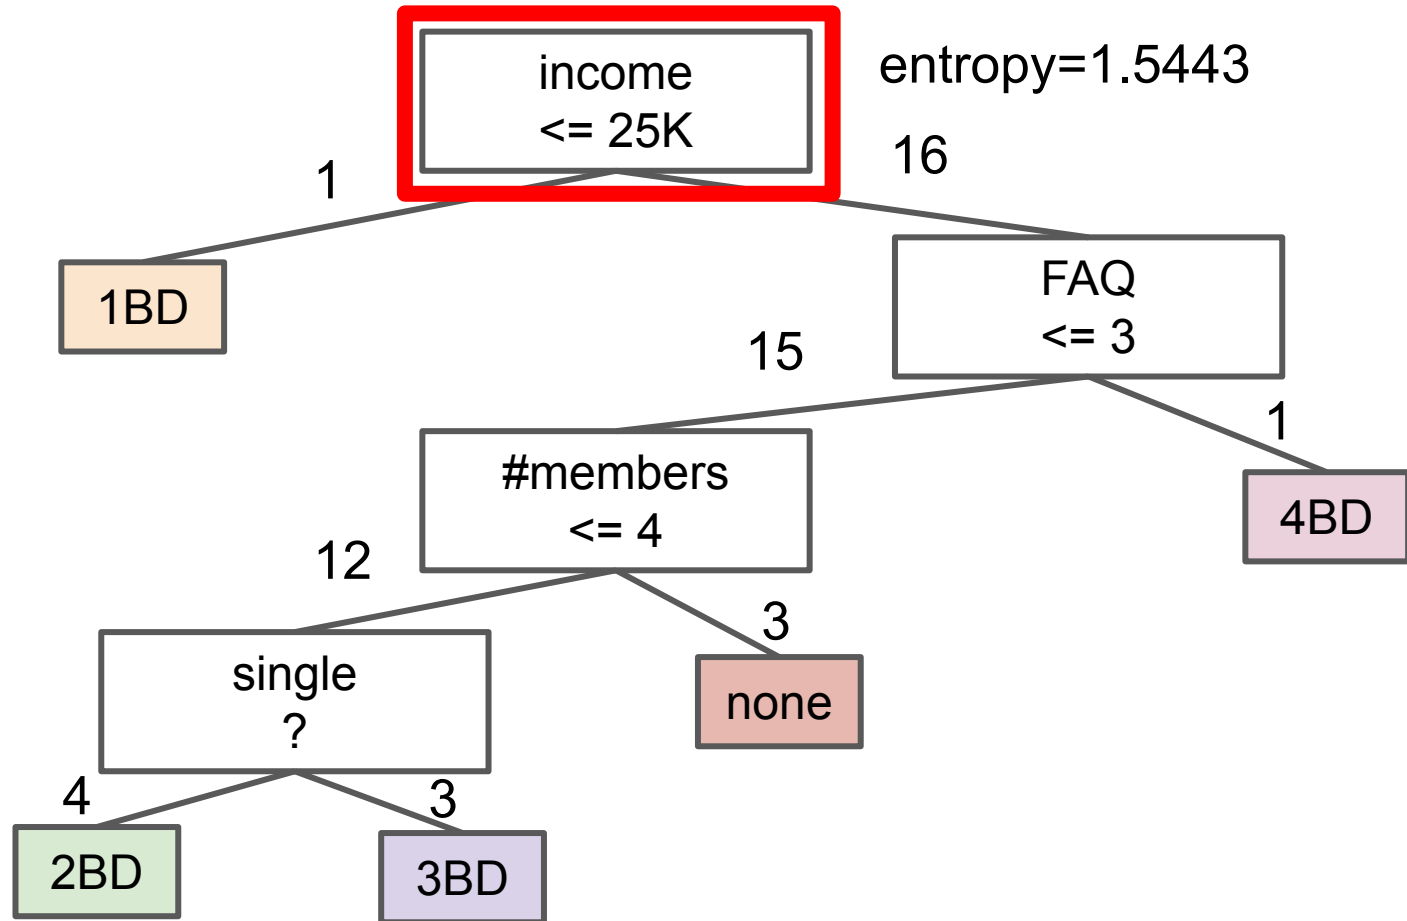 income
<= 25K
entropy=1.5443
1
16
1BD
FAQ
<= 3
15
1
#members
<= 4
4BD
12
3
single
?
none
4
3
2BD
3BD